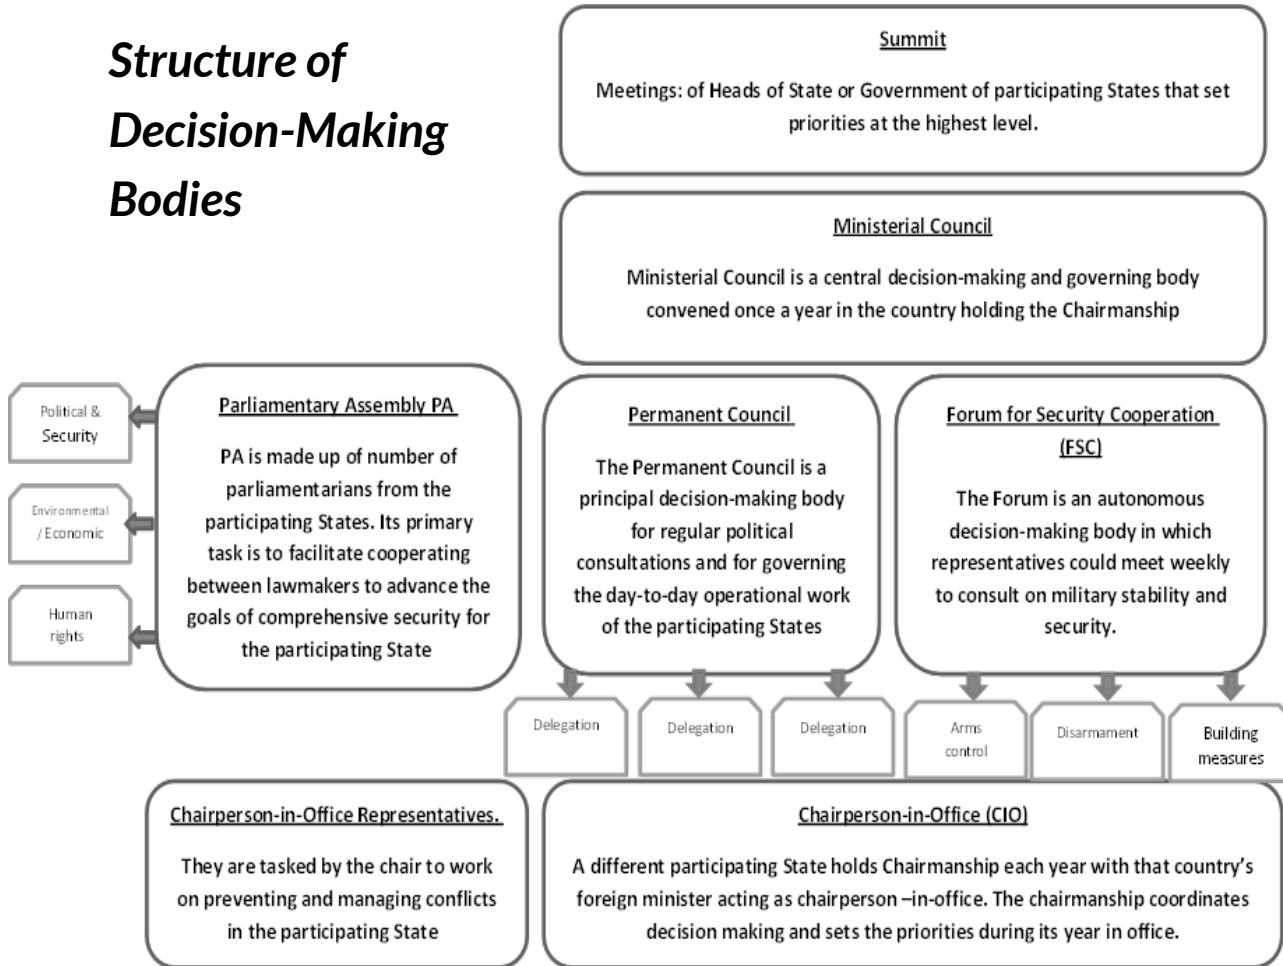 Structure of
Decision-Making
Bodies
Summit
Meetings: of Heads of State or Government of participating States that set
priorities at the highest level.
Ministerial Council
Ministerial Council is a central decision-making and governing body
convened once a year in the country holding the Chairmanship
Political &
Security
Environmental
/ Economic
Human
rights
Parliamentary Assembly PA
PA is made up of number of
parliamentarians from the
participating States. Its primary
task is to facilitate cooperating
between lawmakers to advance the
goals of comprehensive security for
the participating State
Permanent Council
The Permanent Council is a
principal decision-making body
for regular political
consultations and for governing
the day-to-day operational work
of the participating States
Forum for Security Cooperation
(FSC)
The Forum is an autonomous
decision-making body in which
representatives could meet weekly
to consult on military stability and
security.
Delegation
Delegation
Delegation
Arms
control
Disarmament
Building
measures
Chairperson-in-Office Representatives.
They are tasked by the chair to work
on preventing and managing conflicts
in the participating State
Chairperson-in-Office (CIO)
A different participating State holds Chairmanship each year with that country’s
foreign minister acting as chairperson –in-office. The chairmanship coordinates
decision making and sets the priorities during its year in office.